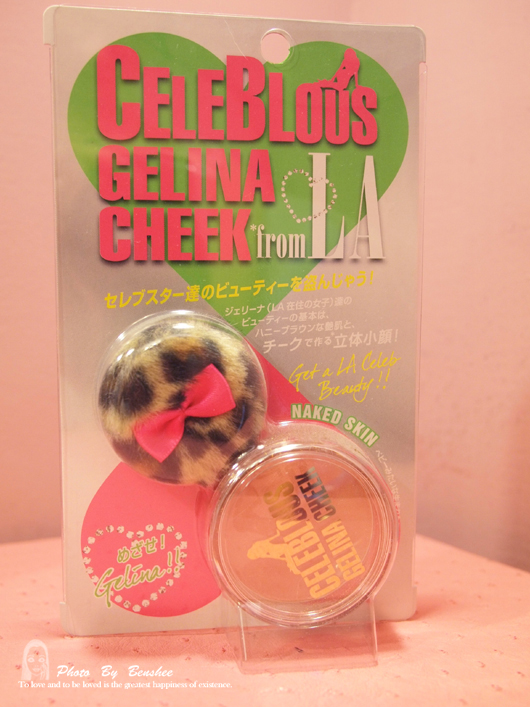 CELEBLOUS
GELINA
CHEEK *from LA
セレブスター達のビューティーを盗んじゃう!
ジェリーナ(LA在住の女子)達の
ビューティーの基本は、
ハニーブラウンな艶肌と、
チークで作る"立体小顔!
Get a LA Celeb
Beauty!!
NAKED SKIN
CELEBLOUS
GELINA CHEEK
めざせ!
Gelina!!
Photo By Benshee
To love and to be loved is the greatest happiness of existence.